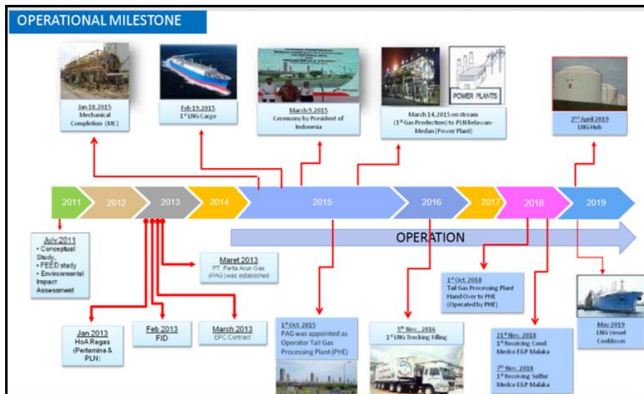 OPERATIONAL MILESTONE
Jan 18, 2015
Mechanical
Completion (MC)
Feb 19, 2015
1st LNG Cargo
March 9, 2015
Ceremony by President of
Indonesia
POWER PLANTS
March 14, 2015 on stream
(1st Gas Production) to PLN Belawan-
Medan (Power Plant)
2nd April 2019
LNG Hub
2011
2012
2013
2014
2015
2016
2017
2018
2019
OPERATION
July 2011
• Conceptual
Study,
• FEED study
• Environmental
Impact
Assessment
Jan 2013
HoA Regas
(Pertamina &
PLN)
Feb 2013
FID
March 2013
EPC Contract
Maret 2013
PT. Perta Arun Gas
(PAG) was established
1st Oct. 2015
PAG was appointed as
Operator Tail Gas
Processing Plant (PHE)
5th Nov. 2016
1st LNG Trucking Filling
1st Oct. 2018
Tail Gas Processing Plant
Hand Over to PHE
(Operated by PHE)
21st Nov. 2018
1st Receiving Cond.
Medco E&P Malaka
7th Nov. 2018
1st Receiving Sulfur
Medco E&P Malaka
May 2019
LNG Vessel
Cooldown